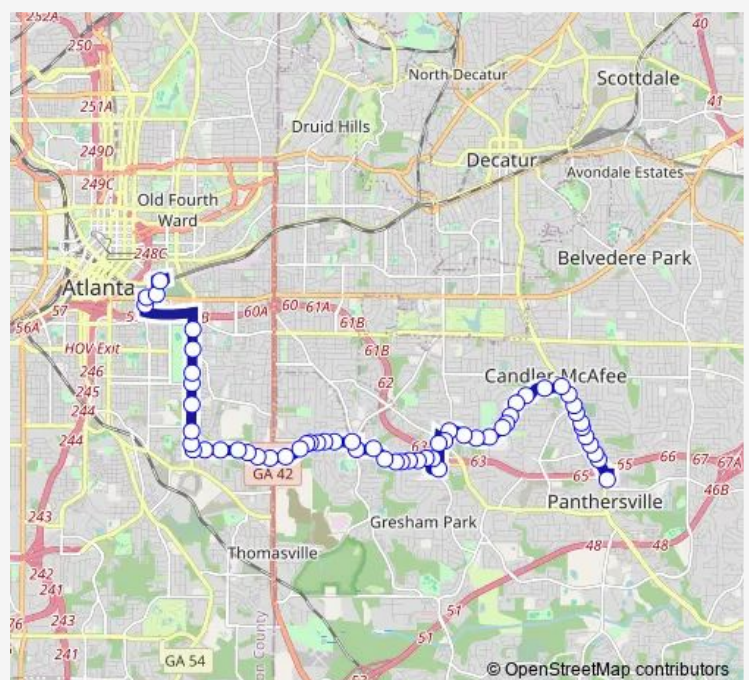 252A
40
250
North Decatur
Scottdale
251A
41
Druid Hills
249D
Decatur
Avondale Estates
249C
Old Fourth
Ward
248C
Belvedere Park
Atlanta
57
60
61A
56A
60A
61B
HOV Exit
61B
246
62
Candler-McAfee
245
244
244
63
GA 42
63
65
55
66
67
67A
46B
Panthersville
243
Gresham Park
Thomasville
48
48
242
241
51
76
243
51
241
GA 54
52
on County
© OpenStreetMap contributors